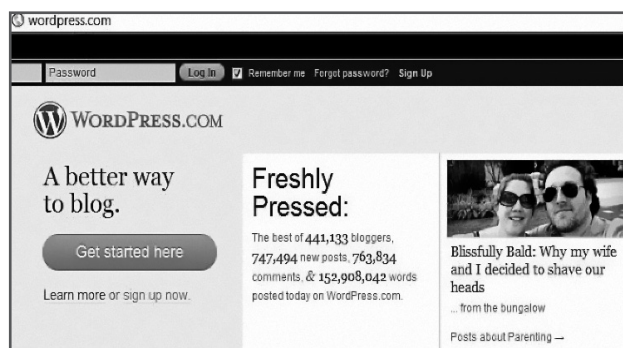 wordpress.com
Password Log In Remember me Forgot password? Sign Up
WORDPRESS.COM
A better way
to blog.
Get started here
Learn more or sign up now.
Freshly
Pressed:
The best of 441,133 bloggers,
747,494 new posts, 763,834
comments, & 152,908,042 words
posted today on WordPress.com.
Blissfully Bald: Why my wife
and I decided to shave our
heads
... from the bungalow
Posts about Parenting →